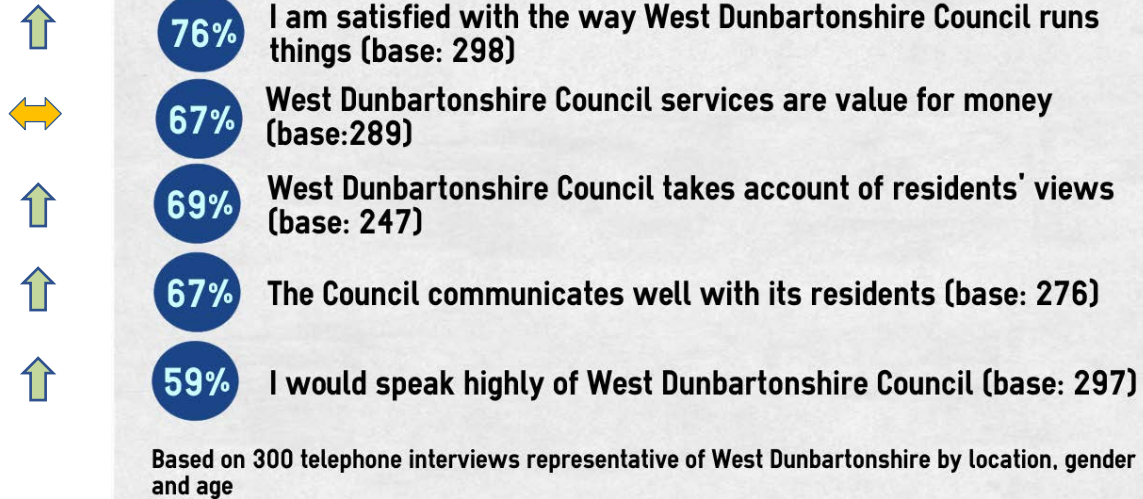 76%
I am satisfied with the way West Dunbartonshire Council runs
things (base: 298)
67%
West Dunbartonshire Council services are value for money
(base:289)
69%
West Dunbartonshire Council takes account of residents' views
(base: 247)
67%
The Council communicates well with its residents (base: 276)
59%
I would speak highly of West Dunbartonshire Council (base: 297)
Based on 300 telephone interviews representative of West Dunbartonshire by location, gender
and age